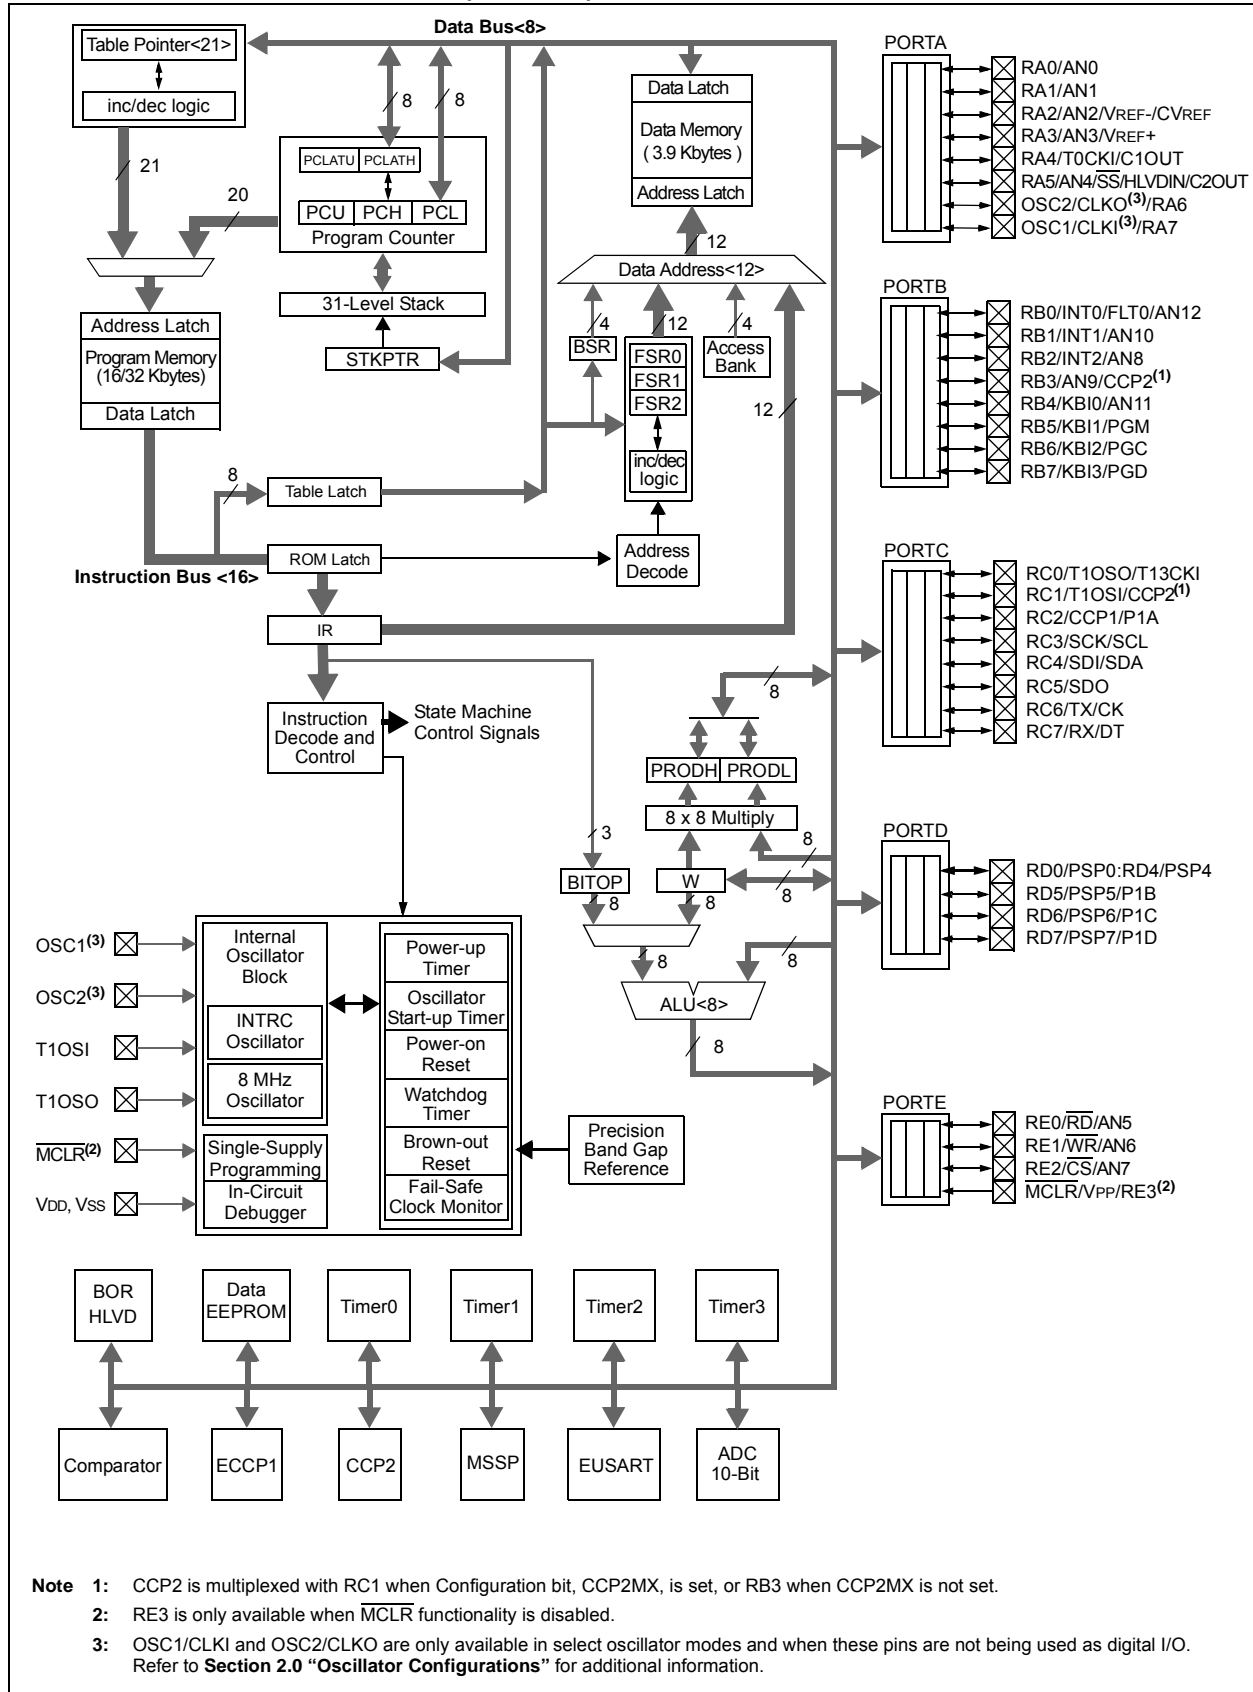 Data Bus<8>
Table Pointer<21>
inc/dec logic
21
20
8
8
PCLATU PCLATH
PCU PCH PCL
Program Counter
31-Level Stack
STKPTR
Address Latch
Program Memory
(16/32 Kbytes)
Data Latch
Instruction Bus <16>
8
Table Latch
ROM Latch
IR
Instruction
Decode and
Control
State Machine
Control Signals
Data Latch
Data Memory
( 3.9 Kbytes )
Address Latch
12
Data Address<12>
4
12
4
BSR
FSR0
FSR1
FSR2
inc/dec
logic
Access
Bank
12
Address
Decode
8
PRODH PRODL
8 x 8 Multiply
3
8
BITOP
W
8
8
8
8
8
ALU<8>
8
PORTA
RA0/AN0
RA1/AN1
RA2/AN2/VREF-/CVREF
RA3/AN3/VREF+
RA4/T0CKI/C1OUT
RA5/AN4/SS/HLVDIN/C2OUT
OSC2/CLKO(3)/RA6
OSC1/CLKI(3)/RA7
PORTB
RB0/INT0/FLT0/AN12
RB1/INT1/AN10
RB2/INT2/AN8
RB3/AN9/CCP2(1)
RB4/KBI0/AN11
RB5/KBI1/PGM
RB6/KBI2/PGC
RB7/KBI3/PGD
PORTC
RC0/T1OSO/T13CKI
RC1/T1OSI/CCP2(1)
RC2/CCP1/P1A
RC3/SCK/SCL
RC4/SDI/SDA
RC5/SDO
RC6/TX/CK
RC7/RX/DT
PORTD
RD0/PSP0:RD4/PSP4
RD5/PSP5/P1B
RD6/PSP6/P1C
RD7/PSP7/P1D
PORTE
RE0/RD/AN5
RE1/WR/AN6
RE2/CS/AN7
MCLR/VPP/RE3(2)
OSC1(3)
OSC2(3)
T1OSI
T1OSO
MCLR(2)
VDD, VSS
Internal
Oscillator
Block
INTRC
Oscillator
8 MHz
Oscillator
Single-Supply
Programming
In-Circuit
Debugger
Power-up
Timer
Oscillator
Start-up Timer
Power-on
Reset
Watchdog
Timer
Brown-out
Reset
Fail-Safe
Clock Monitor
Precision
Band Gap
Reference
BOR
HLVD
Data
EEPROM
Timer0
Timer1
Timer2
Timer3
Comparator
ECCP1
CCP2
MSSP
EUSART
ADC
10-Bit
Note 1: CCP2 is multiplexed with RC1 when Configuration bit, CCP2MX, is set, or RB3 when CCP2MX is not set.
2: RE3 is only available when MCLR functionality is disabled.
3: OSC1/CLKI and OSC2/CLKO are only available in select oscillator modes and when these pins are not being used as digital I/O.
Refer to Section 2.0 “Oscillator Configurations” for additional information.